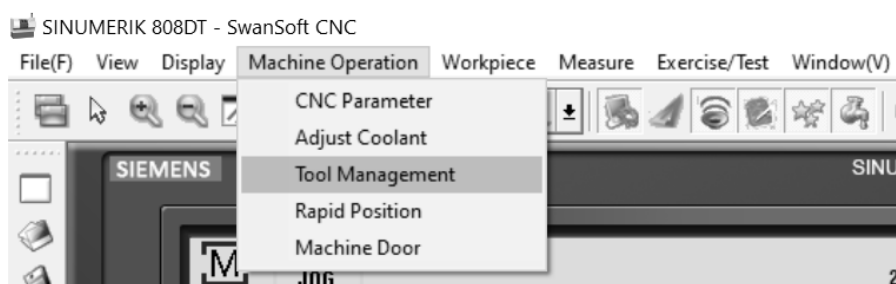 SINUMERIK 808DT - SwanSoft CNC
File(F) View Display Machine Operation Workpiece Measure Exercise/Test Window(V)
CNC Parameter
Adjust Coolant
Tool Management
Rapid Position
Machine Door
SIEMENS SINU
M
JOG
2